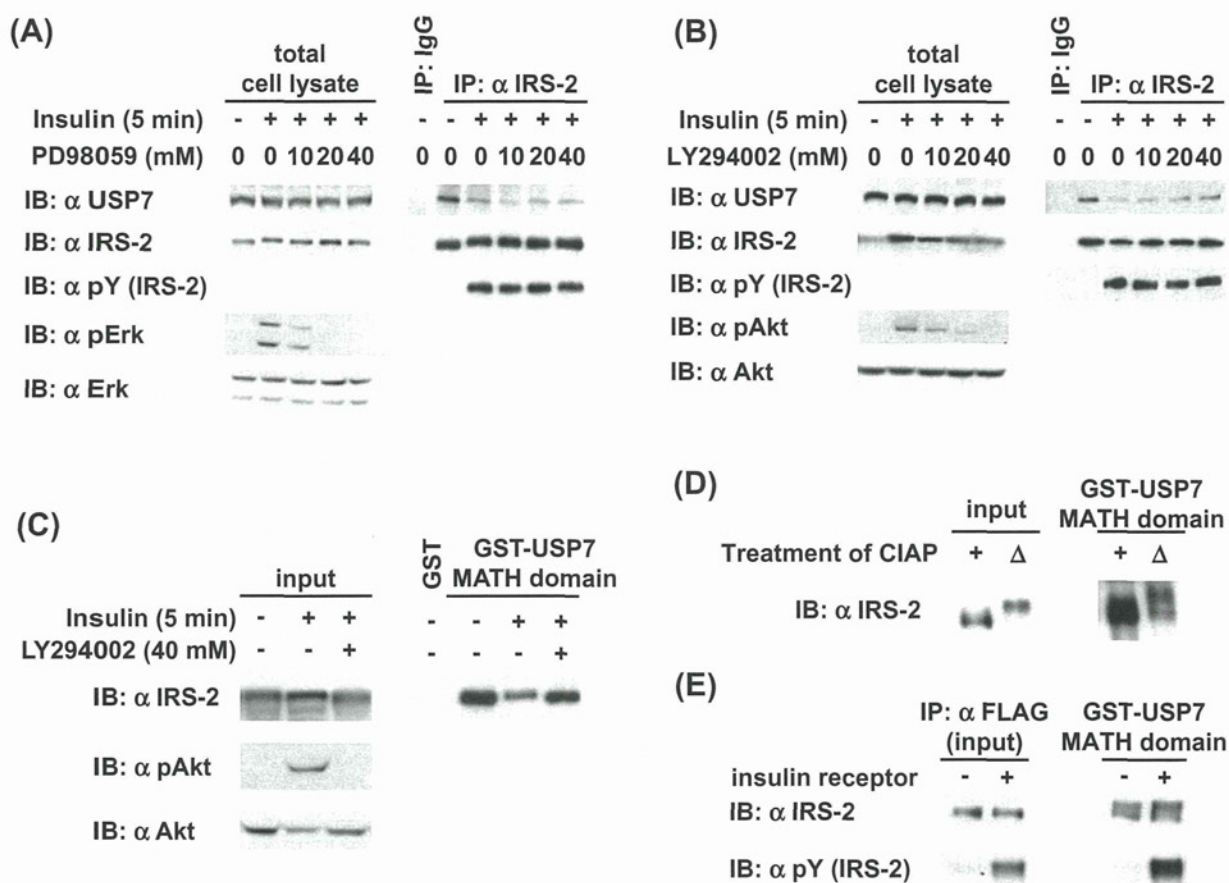 (A)
total
cell lysate
IP: IgG
IP: α IRS-2
Insulin (5 min) - + + + + - - + + + +
PD98059 (mM) 0 0 10 20 40 0 0 0 10 20 40
IB: α USP7
IB: α IRS-2
IB: α pY (IRS-2)
IB: α pErk
IB: α Erk
(B)
total
cell lysate
IP: IgG
IP: α IRS-2
Insulin (5 min) - + + + + - - + + + +
LY294002 (mM) 0 0 10 20 40 0 0 0 10 20 40
IB: α USP7
IB: α IRS-2
IB: α pY (IRS-2)
IB: α pAkt
IB: α Akt
(C)
input
GST
GST-USP7
MATH domain
Insulin (5 min) - + + - - + +
LY294002 (40 mM) - - + - - - +
IB: α IRS-2
IB: α pAkt
IB: α Akt
(D)
input
GST-USP7
MATH domain
Treatment of CIAP + Δ + Δ
IB: α IRS-2
(E)
IP: α FLAG
(input)
GST-USP7
MATH domain
insulin receptor - + - +
IB: α IRS-2
IB: α pY (IRS-2)